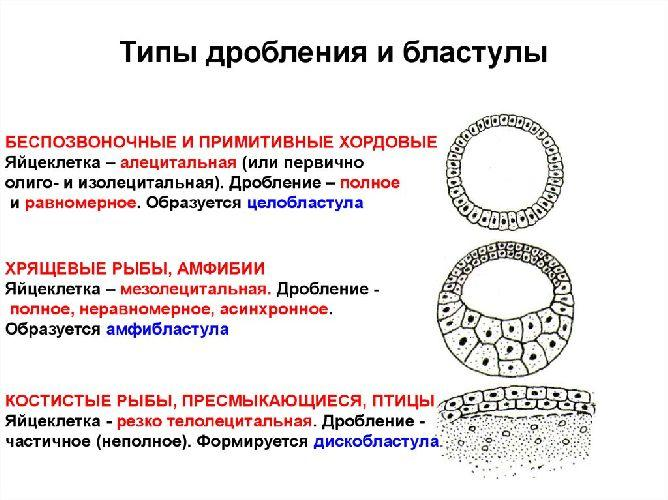 Типы дробления и бластулы
БЕСПОЗВОНОЧНЫЕ И ПРИМИТИВНЫЕ ХОРДОВЫЕ
Яйцеклетка – алецитальная (или первично
олиго- и изолецитальная). Дробление – полное
и равномерное. Образуется целобластула
ХРЯЩЕВЫЕ РЫБЫ, АМФИБИИ
Яйцеклетка – мезолецитальная. Дробление -
полное, неравномерное, асинхронное.
Образуется амфибластула
КОСТИСТЫЕ РЫБЫ, ПРЕСМЫКАЮЩИЕСЯ, ПТИЦЫ
Яйцеклетка - резко телолецитальная. Дробление -
частичное (неполное). Формируется дискобластула.